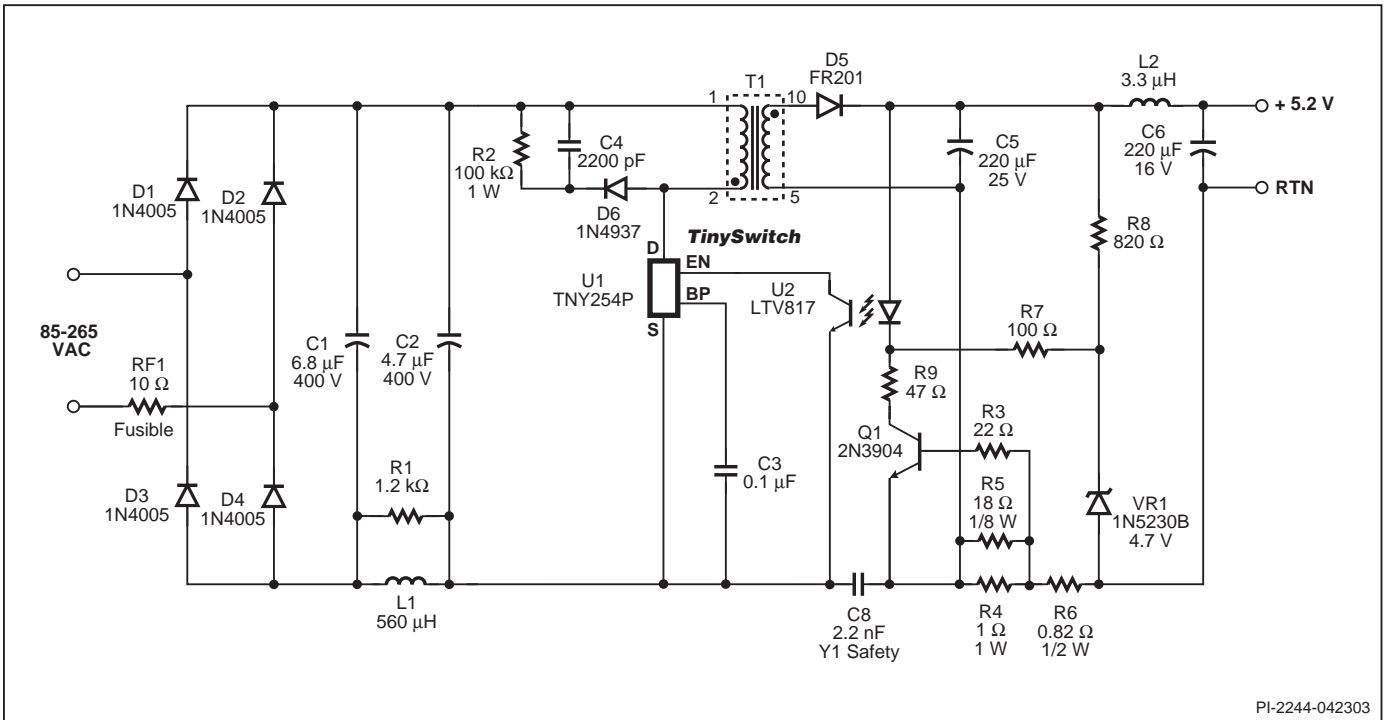 D5
FR201
L2
3.3 µH
T1
1
10
+ 5.2 V
R2
100 kΩ
1 W
C4
2200 pF
C5
220 µF
25 V
C6
220 µF
16 V
D1
1N4005
D2
1N4005
2
5
RTN
D6
1N4937
R8
820 Ω
TinySwitch
D
EN
BP
S
U1
TNY254P
U2
LTV817
R7
100 Ω
85-265
VAC
C1
6.8 µF
400 V
C2
4.7 µF
400 V
RF1
10 Ω
Fusible
R9
47 Ω
R3
22 Ω
Q1
2N3904
R1
1.2 kΩ
C3
0.1 µF
R5
18 Ω
1/8 W
D3
1N4005
D4
1N4005
VR1
1N5230B
4.7 V
L1
560 µH
C8
2.2 nF
Y1 Safety
R4
1 Ω
1 W
R6
0.82 Ω
1/2 W
PI-2244-042303